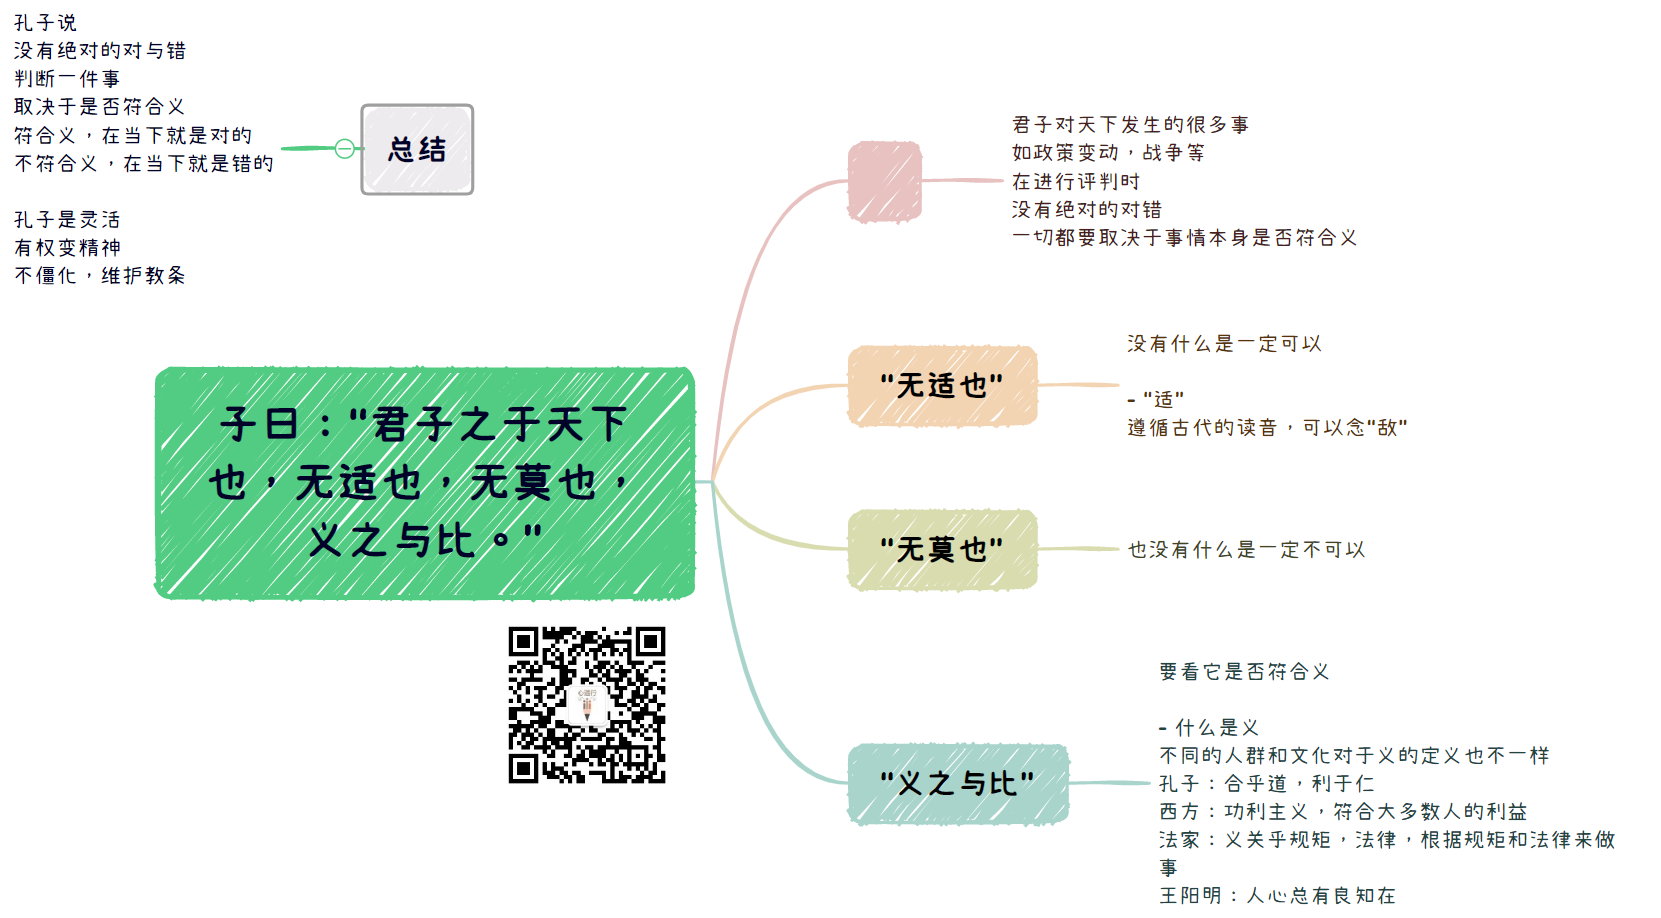 孔子说
没有绝对的对与错
判断一件事
取决于是否符合义
符合义，在当下就是对的
不符合义，在当下就是错的
孔子是灵活
有权变精神
不僵化，维护教条
总结
子曰："君子之于天下
也，无适也，无莫也，
义之与比。"
心道行
君子对天下发生的很多事
如政策变动，战争等
在进行评判时
没有绝对的对错
一切都要取决于事情本身是否符合义
"无适也"
没有什么是一定可以
- "适"
遵循古代的读音，可以念"敌"
"无莫也"
也没有什么是一定不可以
"义之与比"
要看它是否符合义
- 什么是义
不同的人群和文化对于义的定义也不一样
孔子：合乎道，利于仁
西方：功利主义，符合大多数人的利益
法家：义关乎规矩，法律，根据规矩和法律来做
事
王阳明：人心总有良知在